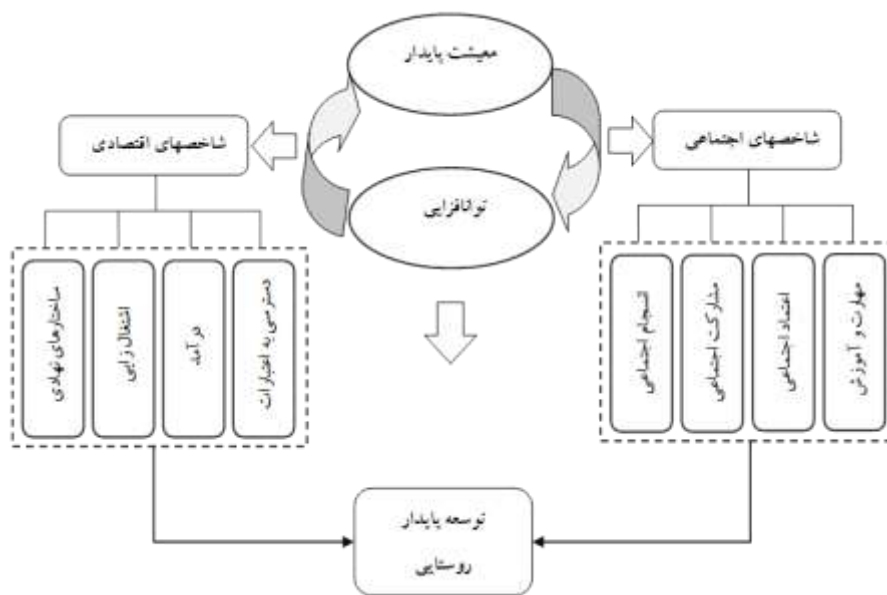 معیشت پایدار
شاخصهای اجتماعی
شاخصهای اقتصادی
توانافزایی
مهارت و آموزش
اعتماد اجتماعی
مشارکت اجتماعی
انسجام اجتماعی
دسترسی به اعتبارات
درآمد
اشتغال زایی
ساختارهای نهادی
توسعه پایدار
روستایی